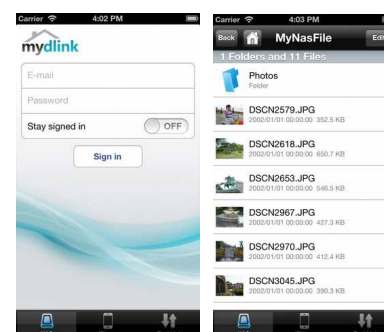 Carrier 4:02 PM
mydlink
E-mail
Password
Stay signed in OFF
Sign in
Carrier 4:03 PM
Back MyNasFile Edit
1 Folders and 11 Files
Photos
Folder
DSCN2579.JPG
2002/01/01 00:00:00 352.5 KB
DSCN2618.JPG
2002/01/01 00:00:00 650.7 KB
DSCN2653.JPG
2002/01/01 00:00:00 546.5 KB
DSCN2967.JPG
2002/01/01 00:00:00 427.3 KB
DSCN2970.JPG
2002/01/01 00:00:00 412.4 KB
DSCN3045.JPG
2002/01/01 00:00:00 390.3 KB